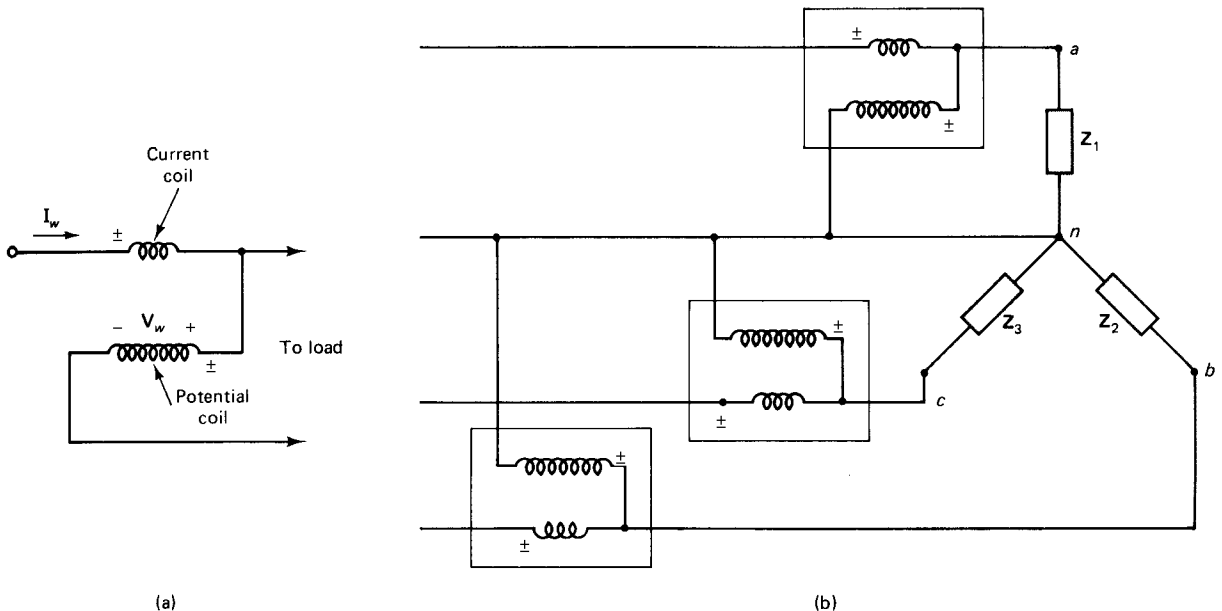 Current
coil
I_w
±
− V_w +
±
To load
Potential
coil
(a)
±
a
±
Z_1
n
±
Z_3
Z_2
±
c
b
±
±
(b)